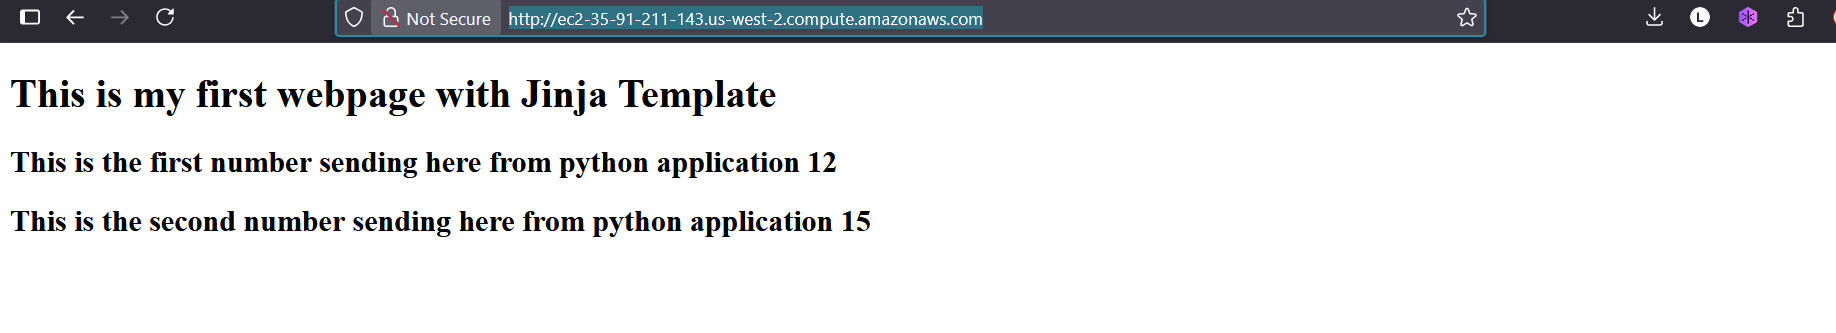 Not Secure http://ec2-35-91-211-143.us-west-2.compute.amazonaws.com L
This is my first webpage with Jinja Template
This is the first number sending here from python application 12
This is the second number sending here from python application 15